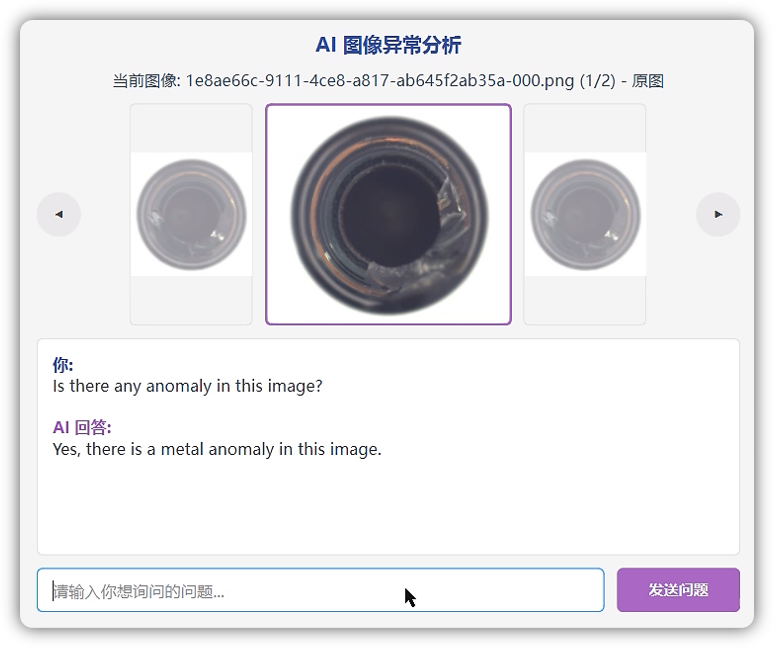 AI 图像异常分析
当前图像: 1e8ae66c-9111-4ce8-a817-ab645f2ab35a-000.png (1/2) - 原图
你:
Is there any anomaly in this image?
AI 回答:
Yes, there is a metal anomaly in this image.
请输入你想询问的问题...
发送问题